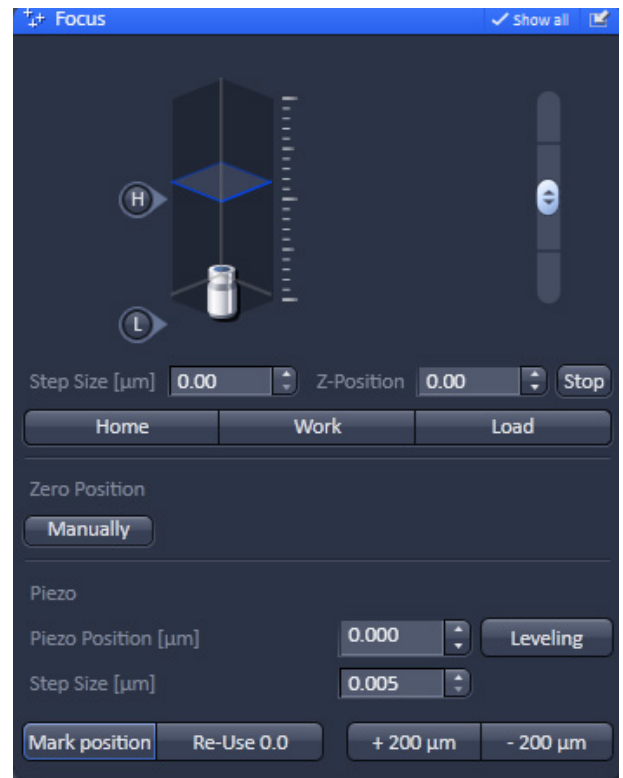 Focus Show all
H
L
Step Size [µm] 0.00 Z-Position 0.00 Stop
Home Work Load
Zero Position
Manually
Piezo
Piezo Position [µm] 0.000 Leveling
Step Size [µm] 0.005
Mark position Re-Use 0.0 + 200 µm - 200 µm